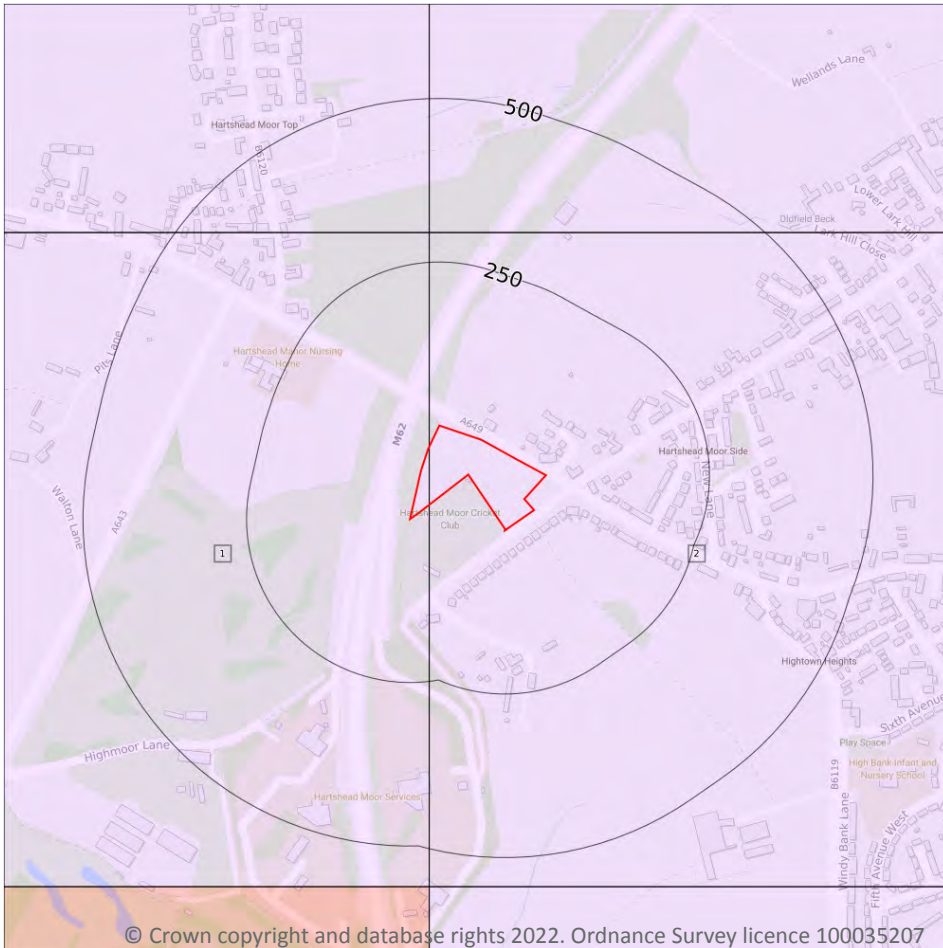 Wellands Lane
500
Hartshead Moor Top
B6120
Lower Lark Hill
Oldfield Beck
Lark Hill Close
250
Pits Lane
Hartshead Manor Nursing
Home
M62
A649
Hartshead Moor Side
New Lane
Walton Lane
A643
Hartshead Moor Cricket
Club
1
2
Hightown Heights
Sixth Avenue
Highmoor Lane
Play Space
B6119
High Bank Infant and
Nursery School
Hartshead Moor Services
Windy Bank Lane
Fifth Avenue West
© Crown copyright and database rights 2022. Ordnance Survey licence 100035207